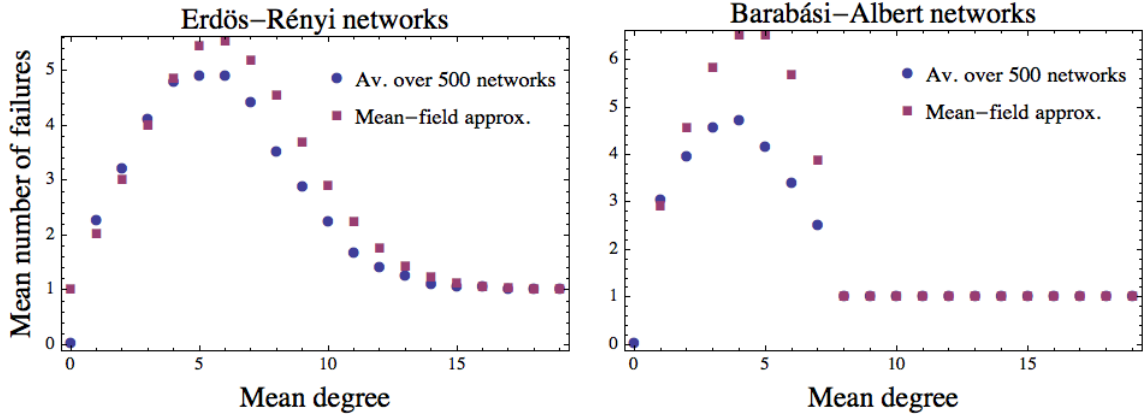 Erdös−Rényi networks
Mean number of failures
5
4
3
2
1
0
Av. over 500 networks
Mean−field approx.
0 5 10 15
Mean degree
Barabási−Albert networks
6
5
4
3
2
1
0
Av. over 500 networks
Mean−field approx.
0 5 10 15
Mean degree